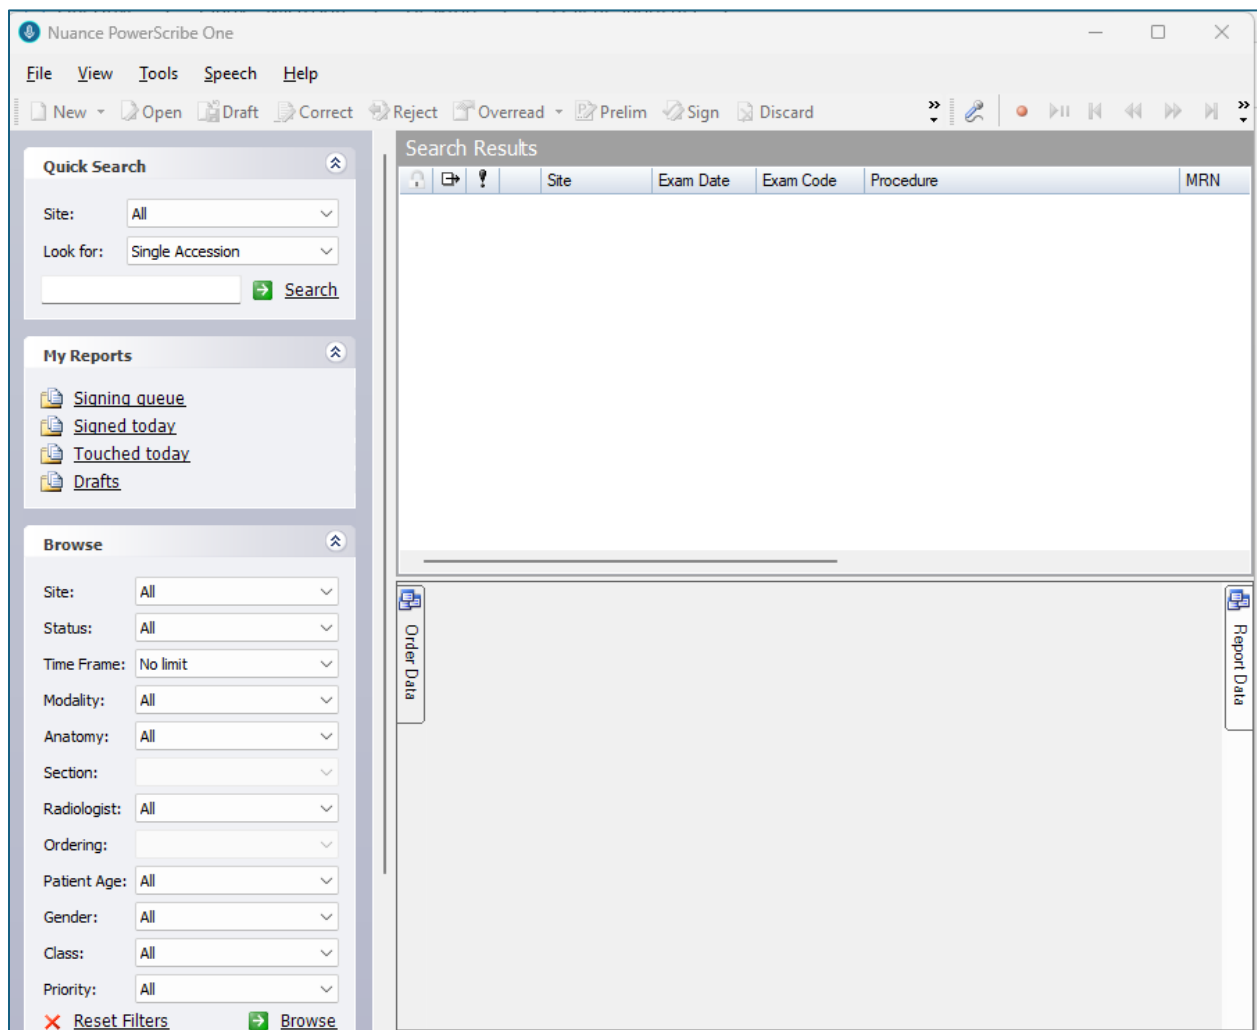 Nuance PowerScribe One
File View Tools Speech Help
New Open Draft Correct Reject Overread Prelim Sign Discard
Quick Search
Site: All
Look for: Single Accession
Search
My Reports
Signing queue
Signed today
Touched today
Drafts
Browse
Site: All
Status: All
Time Frame: No limit
Modality: All
Anatomy: All
Section:
Radiologist: All
Ordering:
Patient Age: All
Gender: All
Class: All
Priority: All
Reset Filters Browse
Search Results
Site Exam Date Exam Code Procedure MRN
Order Data
Report Data